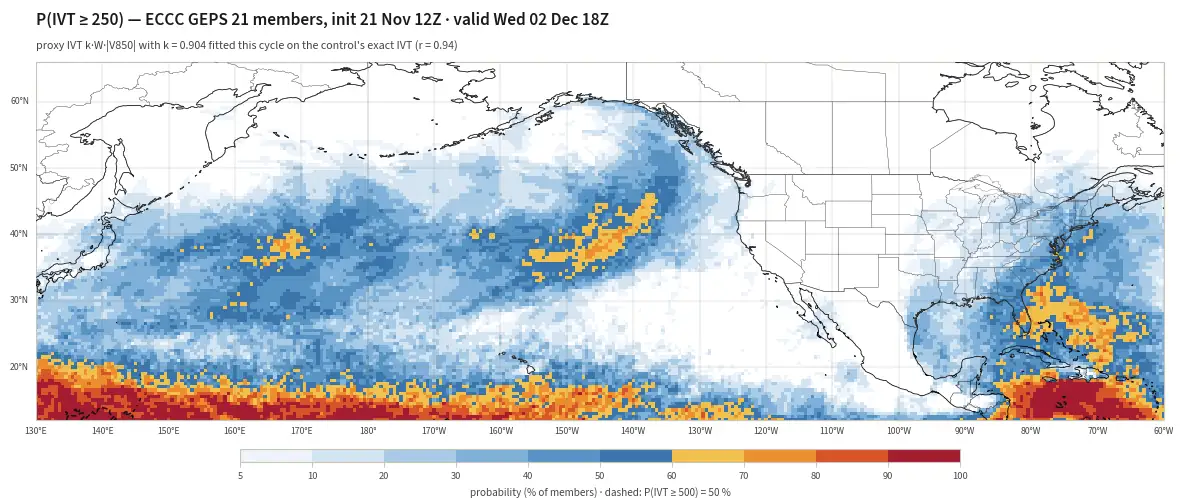 P(IVT ≥ 250) — ECCC GEPS 21 members, init 21 Nov 12Z · valid Wed 02 Dec 18Z
proxy IVT k·W·|V850| with k = 0.904 fitted this cycle on the control's exact IVT (r = 0.94)
60°N
50°N
40°N
30°N
20°N
130°E 140°E 150°E 160°E 170°E 180° 170°W 160°W 150°W 140°W 130°W 120°W 110°W 100°W 90°W 80°W 70°W 60°W
5 10 20 30 40 50 60 70 80 90 100
probability (% of members) · dashed: P(IVT ≥ 500) = 50 %